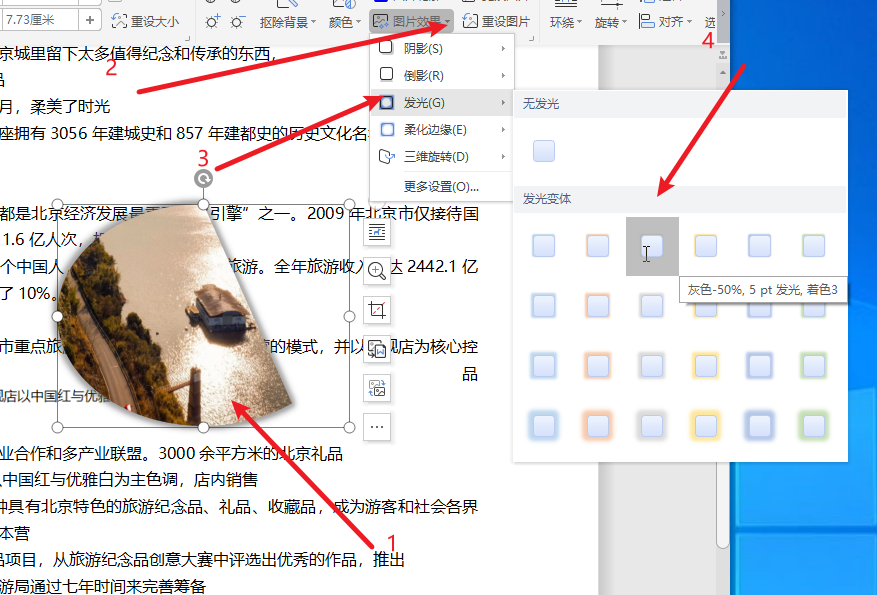 7.73厘米
重设大小
抠除背景
颜色
图片效果
重设图片
环绕
旋转
对齐
选
京城里留下太多值得纪念和传承的东西，
品
月，柔美了时光
座拥有 3056 年建城史和 857 年建都史的历史文化名
阴影(S)
倒影(R)
发光(G)
柔化边缘(E)
三维旋转(D)
更多设置(O)...
无发光
发光变体
灰色-50%, 5 pt 发光, 着色3
2
3
4
1
都是北京经济发展是
引擎”之一。2009 年北京市仅接待国
1.6 亿人次，
个中国人
旅游。全年旅游收入
达 2442.1 亿
了 10%。
市重点旅
的模式，并以
店为核心控
品
店以中国红与优雅
业合作和多产业联盟。3000 余平方米的北京礼品
中国红与优雅白为主色调，店内销售
种具有北京特色的旅游纪念品、礼品、收藏品，成为游客和社会各界
本营
品项目，从旅游纪念品创意大赛中评选出优秀的作品，推出
游局通过七年时间来完善筹备